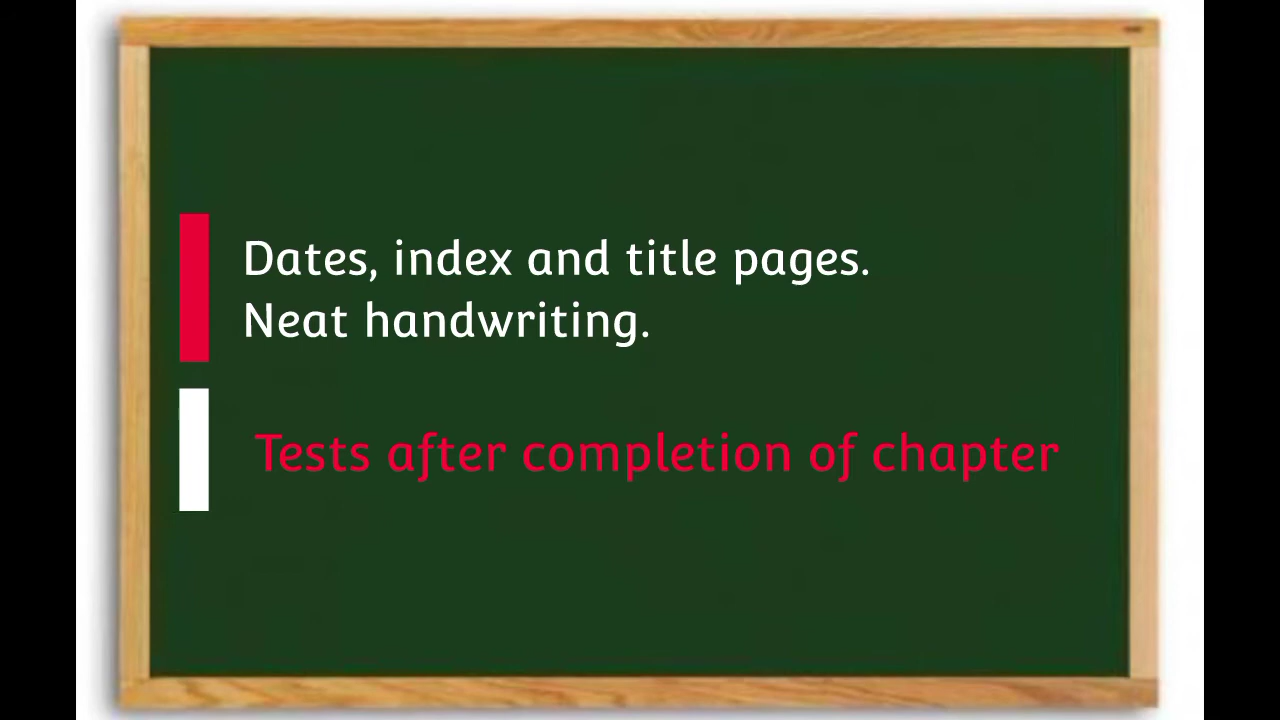 Dates, index and title pages.
Neat handwriting.
Tests after completion of chapter